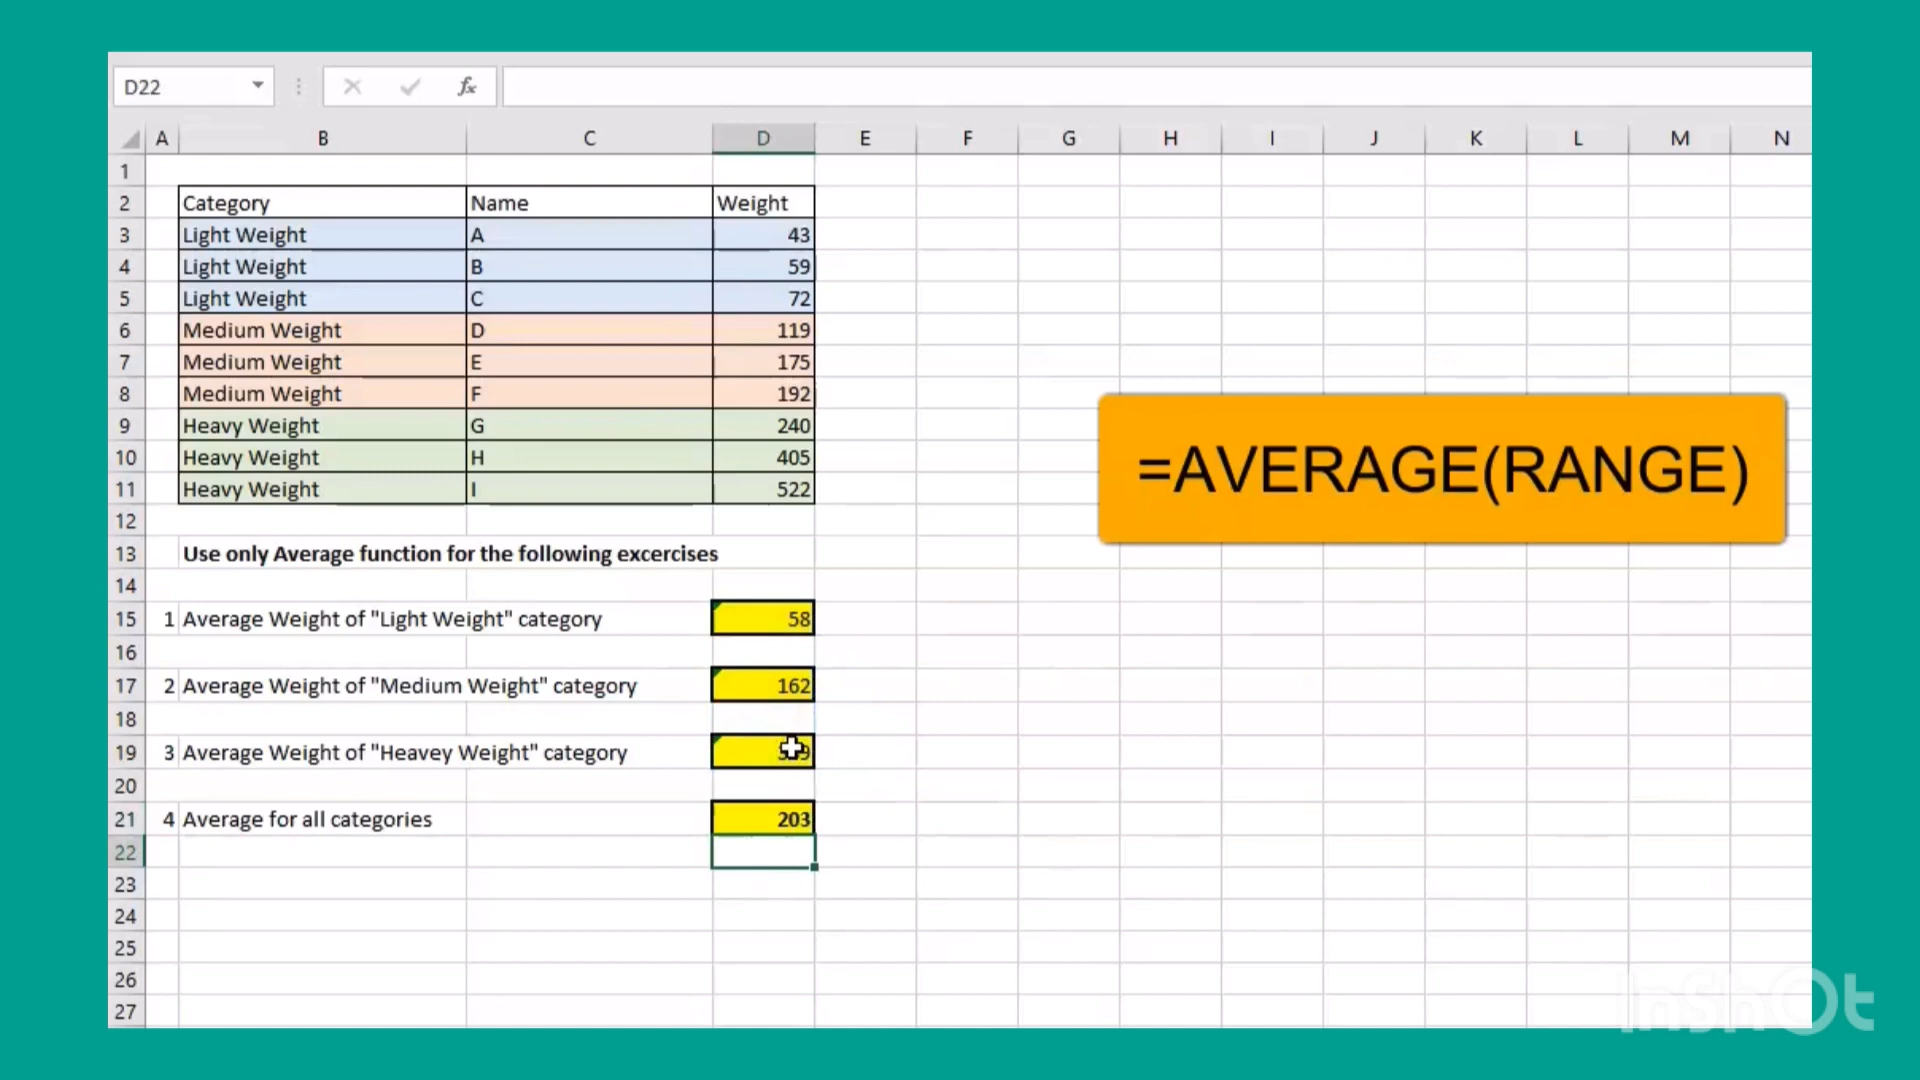 D22
fx
A B C D E F G H I J K L M N
1
2 Category Name Weight
3 Light Weight A 43
4 Light Weight B 59
5 Light Weight C 72
6 Medium Weight D 119
7 Medium Weight E 175
8 Medium Weight F 192
9 Heavy Weight G 240
10 Heavy Weight H 405
11 Heavy Weight I 522
=AVERAGE(RANGE)
12
13 Use only Average function for the following excercises
14
15 1 Average Weight of "Light Weight" category 58
16
17 2 Average Weight of "Medium Weight" category 162
18
19 3 Average Weight of "Heavey Weight" category
20
21 4 Average for all categories 203
22
23
24
25
26
27
InShOt